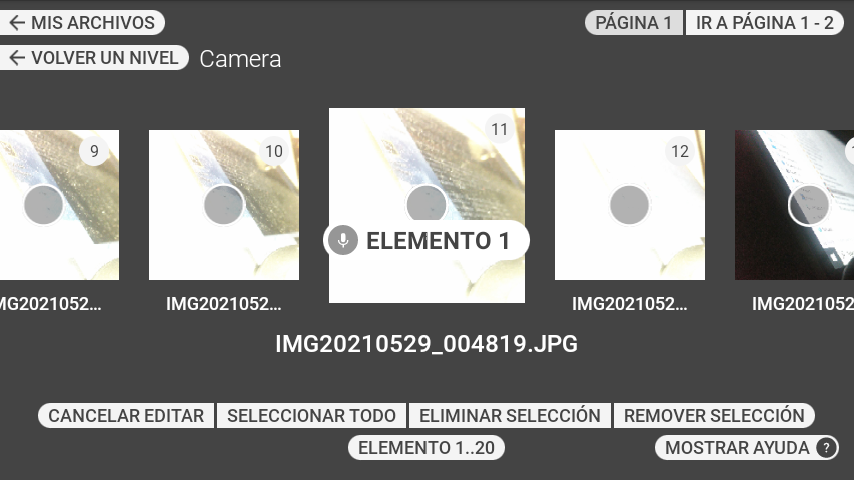 MIS ARCHIVOS
PÁGINA 1
IR A PÁGINA 1 - 2
VOLVER UN NIVEL
Camera
9
10
11
12
ELEMENTO 1
MG2021052...
IMG2021052...
IMG2021052...
IMG2021052
IMG20210529_004819.JPG
CANCELAR EDITAR
SELECCIONAR TODO
ELIMINAR SELECCIÓN
REMOVER SELECCIÓN
ELEMENTO 1..20
MOSTRAR AYUDA ?